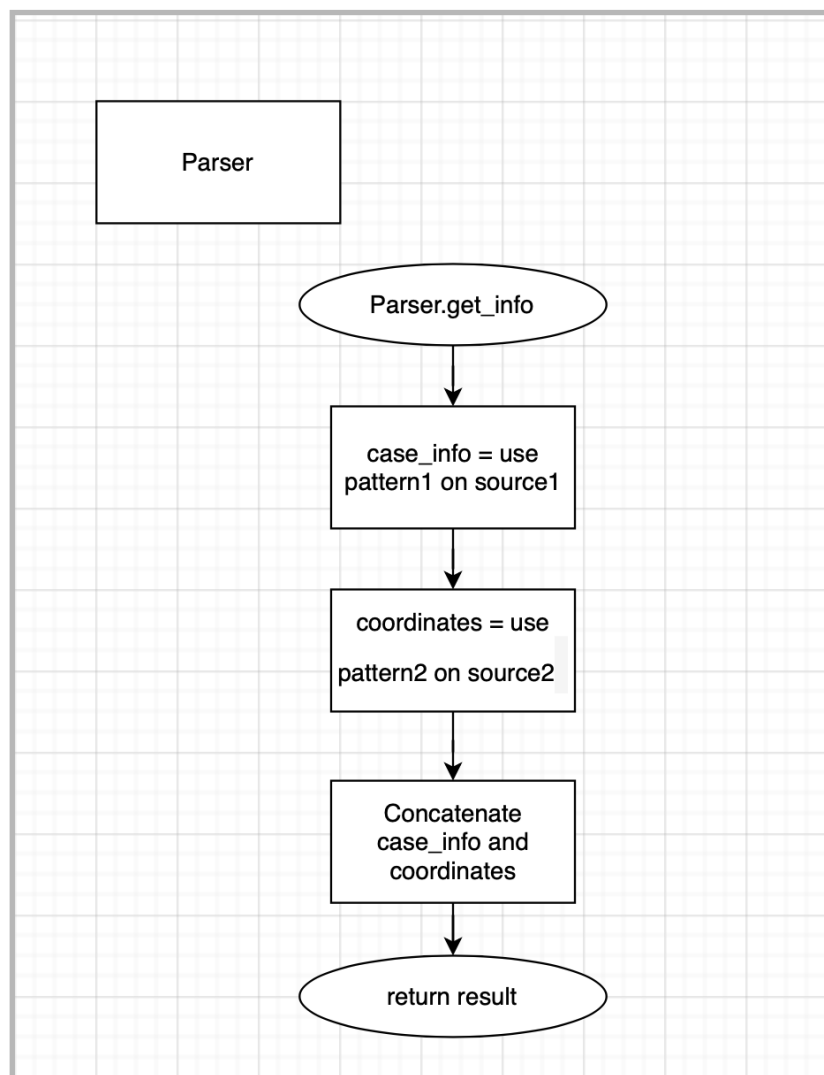 Parser
Parser.get_info
case_info = use
pattern1 on source1
coordinates = use
pattern2 on source2
Concatenate
case_info and
coordinates
return result